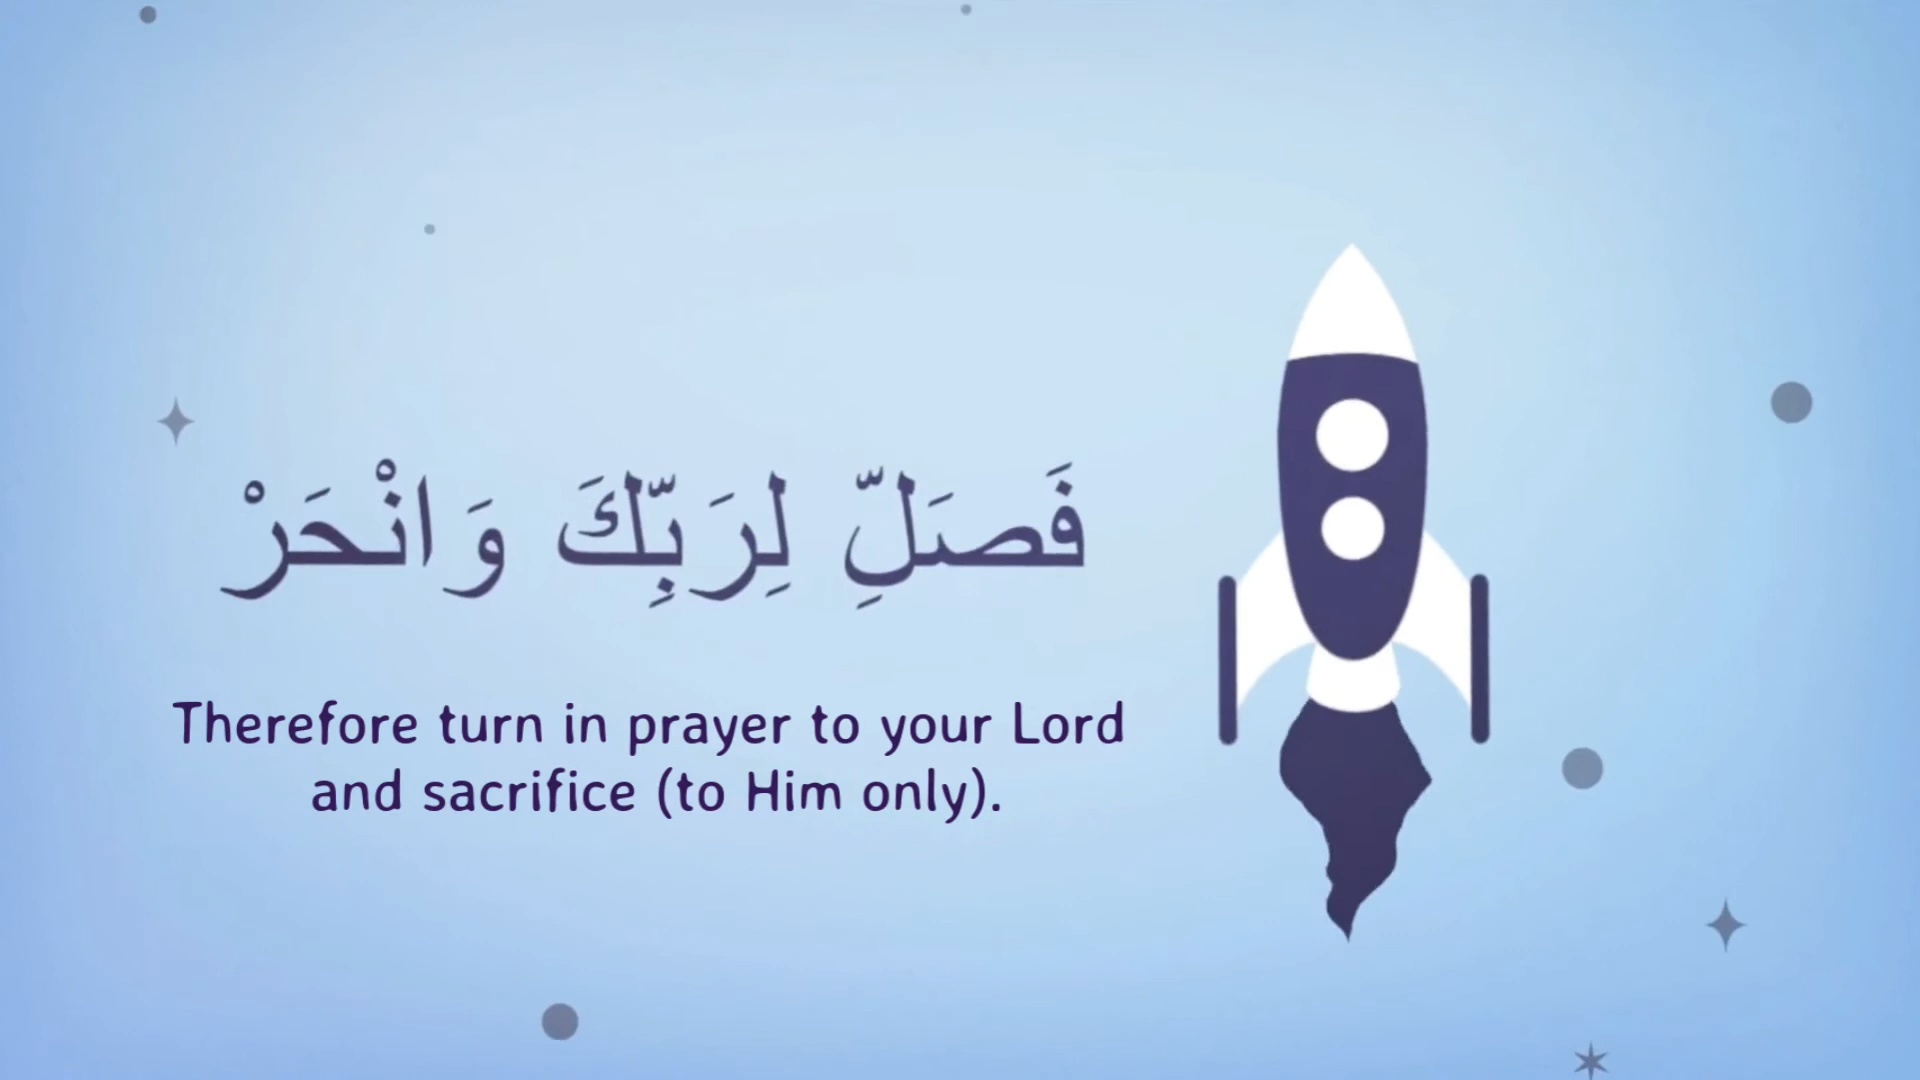 فَصَلِّ لِرَبِّكَ وَانْحَرْ
Therefore turn in prayer to your Lord
and sacrifice (to Him only).